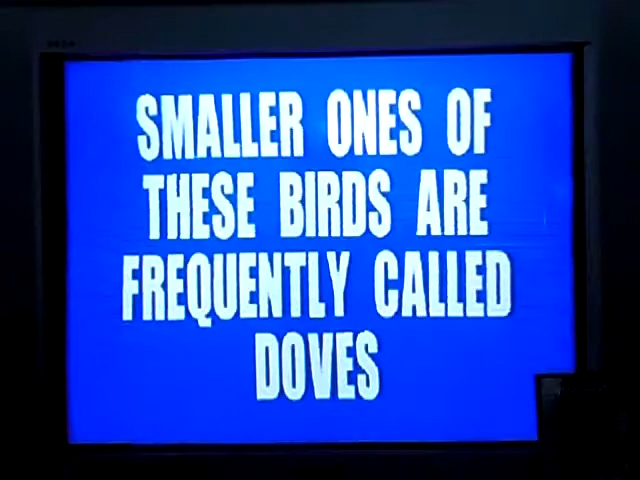 SMALLER ONES OF
THESE BIRDS ARE
FREQUENTLY CALLED
DOVES